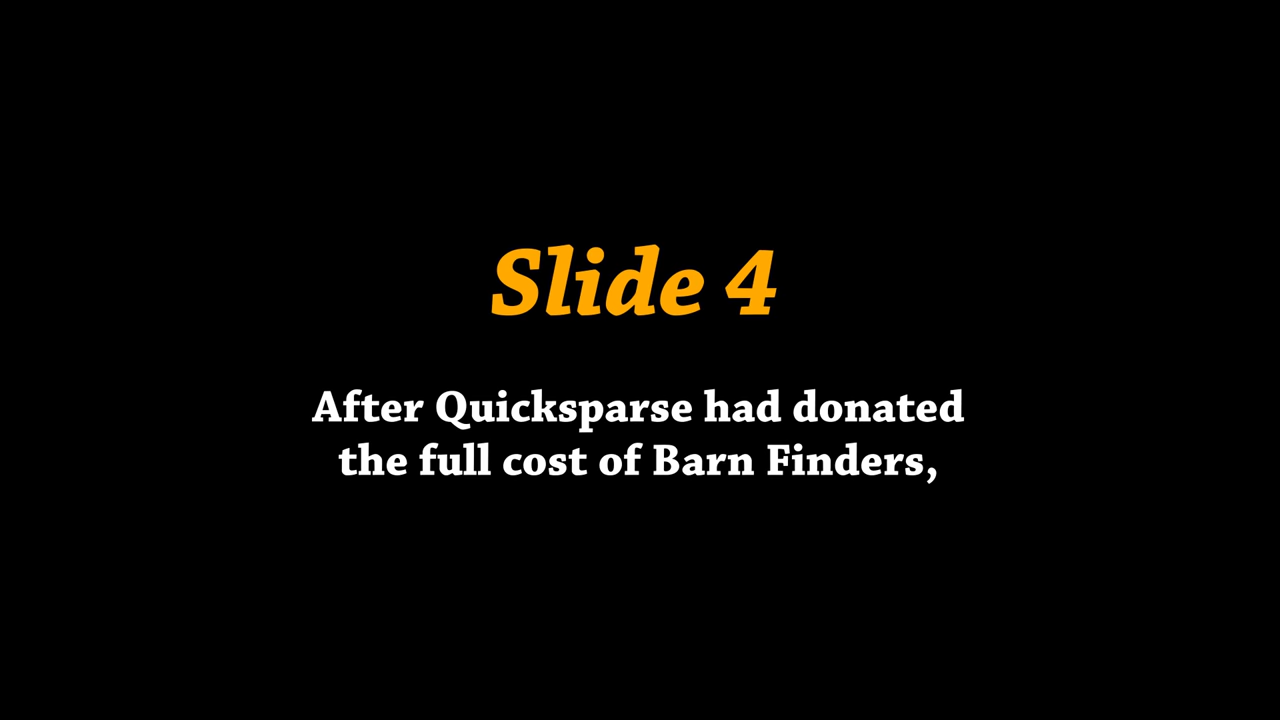 Slide 4
After Quicksparse had donated
the full cost of Barn Finders,